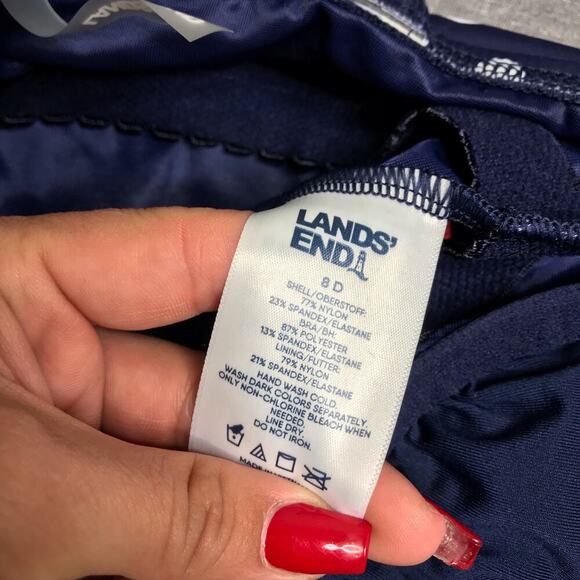 LANDS'
END
8 D
SHELL/OBERSTOFF:
77% NYLON
23% SPANDEX/ELASTANE
BRA/BH:
87% POLYESTER
13% SPANDEX/ELASTANE
LINING/FUTTER:
79% NYLON
21% SPANDEX/ELASTANE
HAND WASH COLD.
WASH DARK COLORS SEPARATELY.
ONLY NON-CHLORINE BLEACH WHEN
NEEDED.
LINE DRY.
DO NOT IRON.
MADE IN